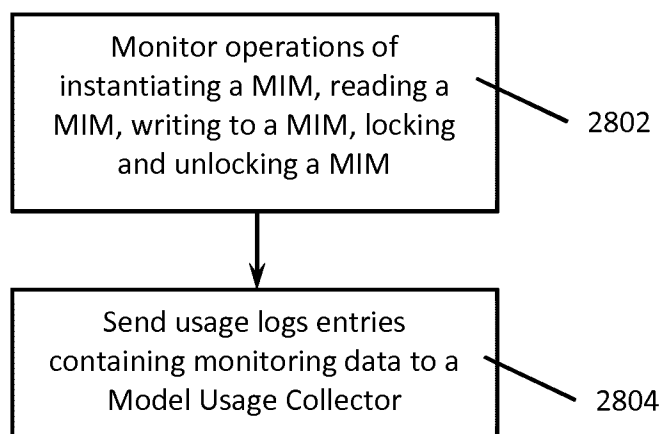 Monitor operations of
instantiating a MIM, reading a
MIM, writing to a MIM, locking
and unlocking a MIM
2802
Send usage logs entries
containing monitoring data to a
Model Usage Collector
2804